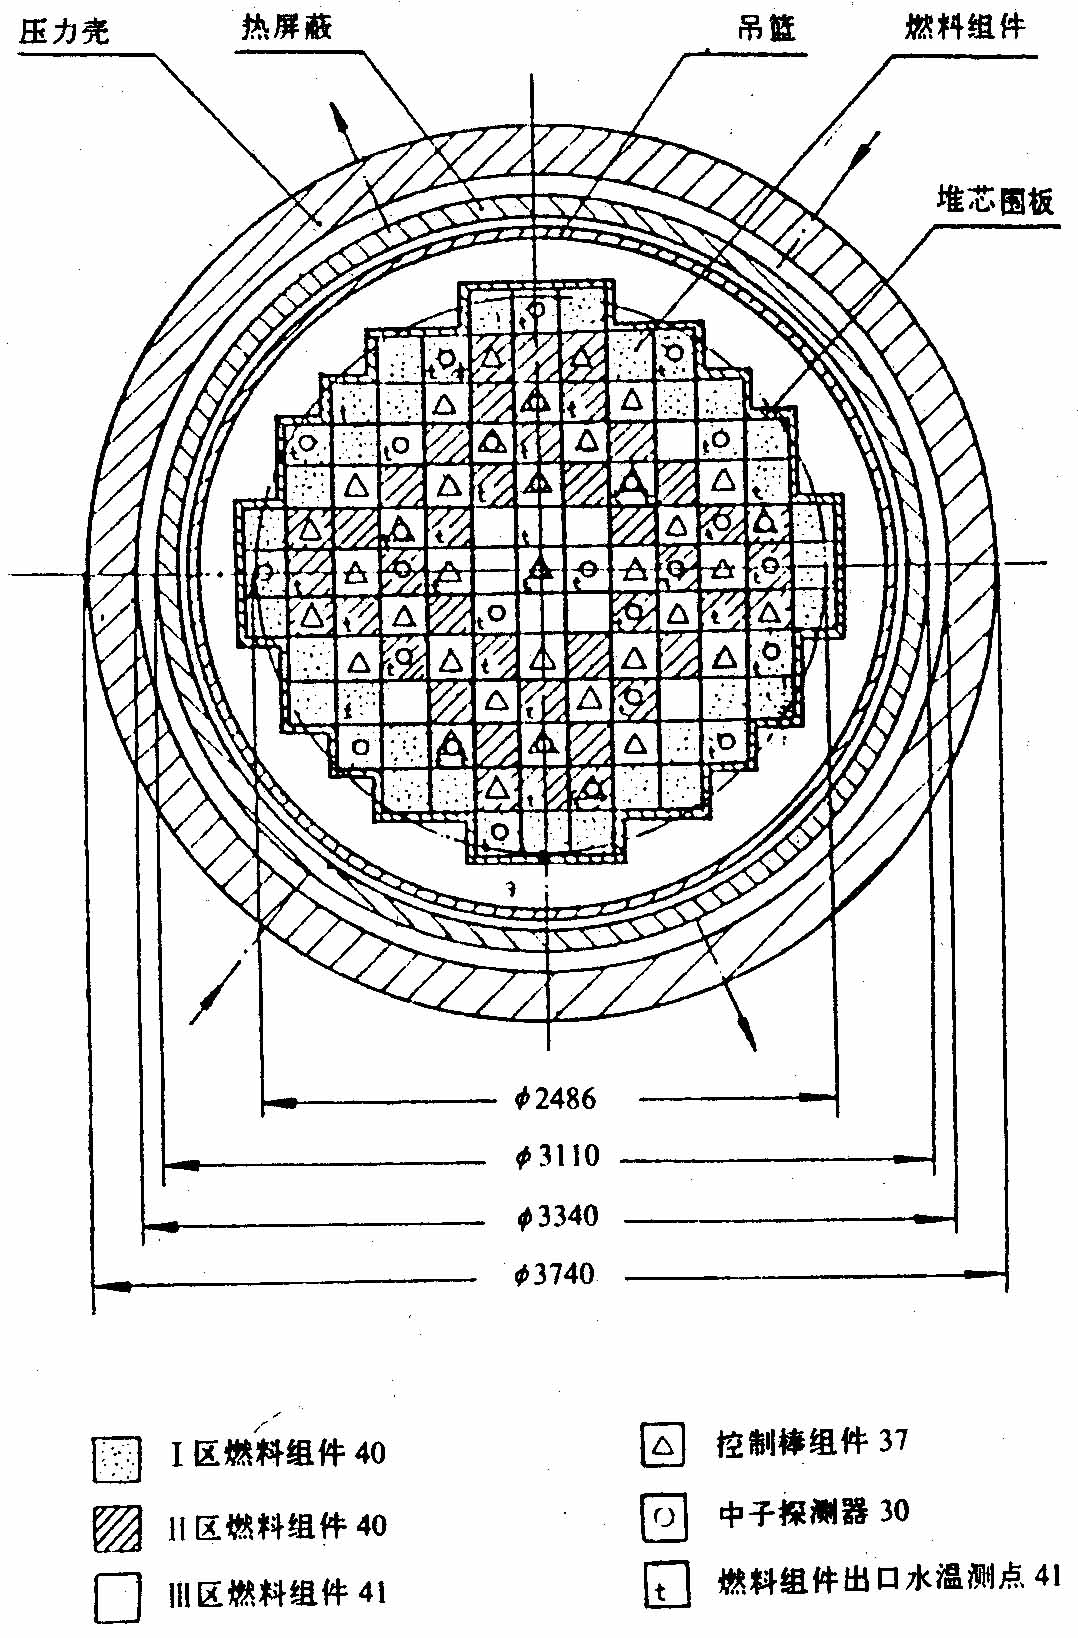 压力壳
热屏蔽
吊篮
燃料组件
堆芯围板
ϕ2486
ϕ3110
ϕ3340
ϕ3740
I区燃料组件 40
II区燃料组件 40
III区燃料组件 41
控制棒组件 37
中子探测器 30
t 燃料组件出口水温测点 41